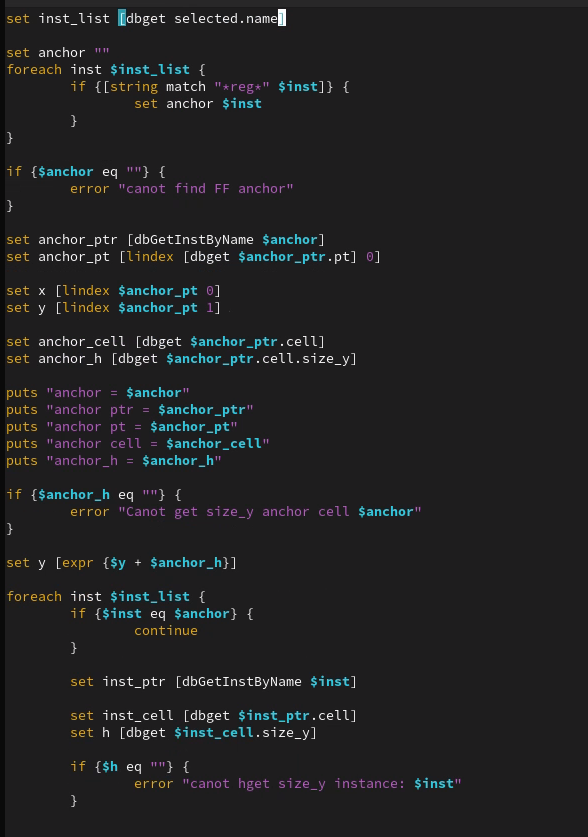 set inst_list [dbget selected.name]
set anchor ""
foreach inst $inst_list {
if {[string match "*reg*" $inst]} {
set anchor $inst
}
}
if {$anchor eq ""} {
error "canot find FF anchor"
}
set anchor_ptr [dbGetInstByName $anchor]
set anchor_pt [lindex [dbget $anchor_ptr.pt] 0]
set x [lindex $anchor_pt 0]
set y [lindex $anchor_pt 1]
set anchor_cell [dbget $anchor_ptr.cell]
set anchor_h [dbget $anchor_ptr.cell.size_y]
puts "anchor = $anchor"
puts "anchor ptr = $anchor_ptr"
puts "anchor pt = $anchor_pt"
puts "anchor cell = $anchor_cell"
puts "anchor_h = $anchor_h"
if {$anchor_h eq ""} {
error "Canot get size_y anchor cell $anchor"
}
set y [expr {$y + $anchor_h}]
foreach inst $inst_list {
if {$inst eq $anchor} {
continue
}
set inst_ptr [dbGetInstByName $inst]
set inst_cell [dbget $inst_ptr.cell]
set h [dbget $inst_cell.size_y]
if {$h eq ""} {
error "canot hget size_y instance: $inst"
}